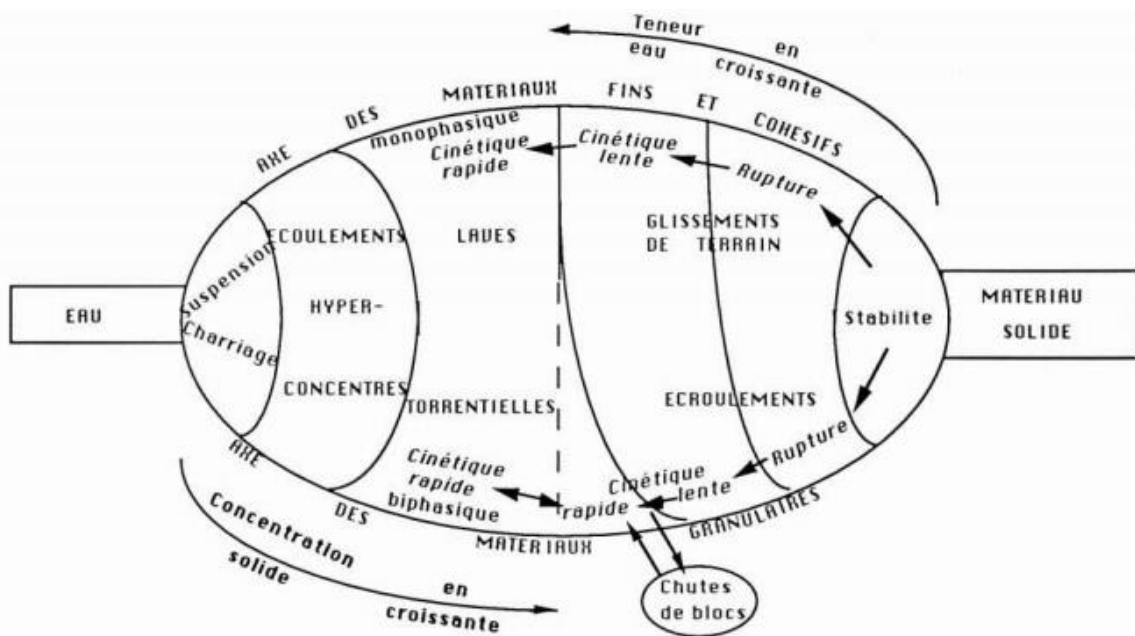 Teneur en
eau croissante
AXE DES MATERIAUX FINS ET COHESIFS
monophasique
Cinétique
rapide
Cinétique
lente
Rupture
Suspension
Charriage
ECOULEMENTS
HYPER-
CONCENTRES
LAVES
TORRENTIELLES
GLISSEMENTS
DE TERRAIN
ECROULEMENTS
EAU
Stabilite
MATERIAU
SOLIDE
Rupture
Cinétique
lente
rapide
Cinétique
rapide
biphasique
AXE DES MATERIAUX GRANULAIRES
Concentration en
solide croissante
Chutes
de blocs